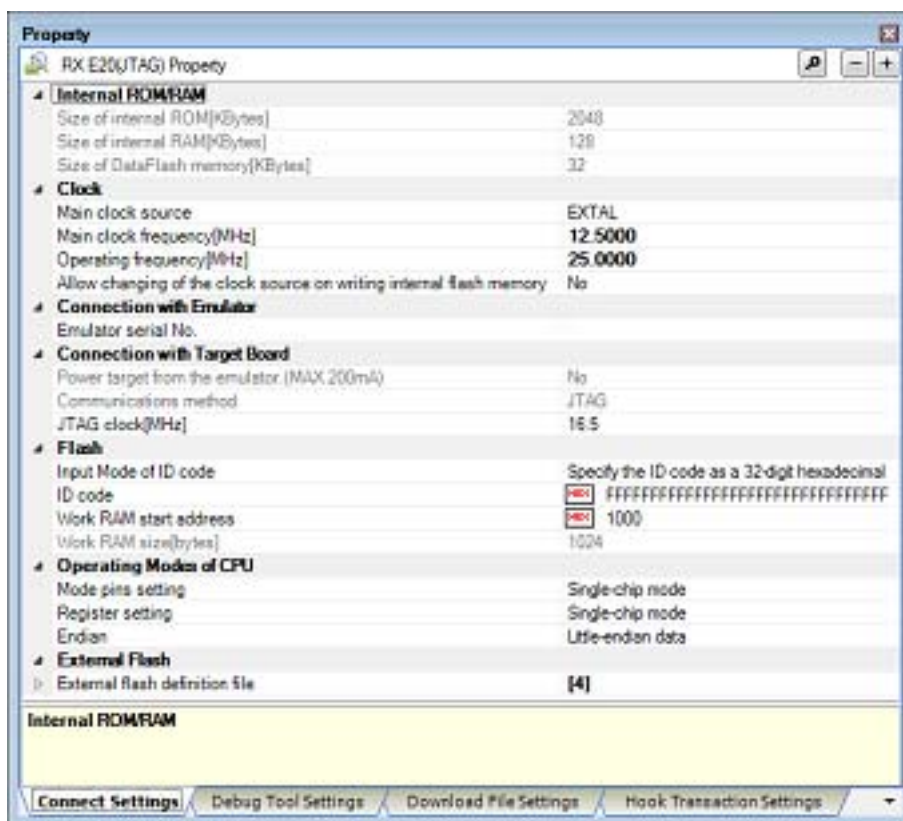 Property
RX E20(JTAG) Property
Internal ROM/RAM
Size of internal ROM[KBytes] 2048
Size of internal RAM[KBytes] 128
Size of DataFlash memory[KBytes] 32
Clock
Main clock source EXTAL
Main clock frequency[MHz] 12.5000
Operating frequency[MHz] 25.0000
Allow changing of the clock source on writing internal flash memory No
Connection with Emulator
Emulator serial No.
Connection with Target Board
Power target from the emulator.(MAX 200mA) No
Communications method JTAG
JTAG clock[MHz] 16.5
Flash
Input Mode of ID code Specify the ID code as a 32-digit hexadecimal
ID code HEX FFFFFFFFFFFFFFFFFFFFFFFFFFFFFFFF
Work RAM start address HEX 1000
Work RAM size[bytes] 1024
Operating Modes of CPU
Mode pins setting Single-chip mode
Register setting Single-chip mode
Endian Little-endian data
External Flash
External flash definition file [4]
Internal ROM/RAM
Connect Settings Debug Tool Settings Download File Settings Hook Transaction Settings